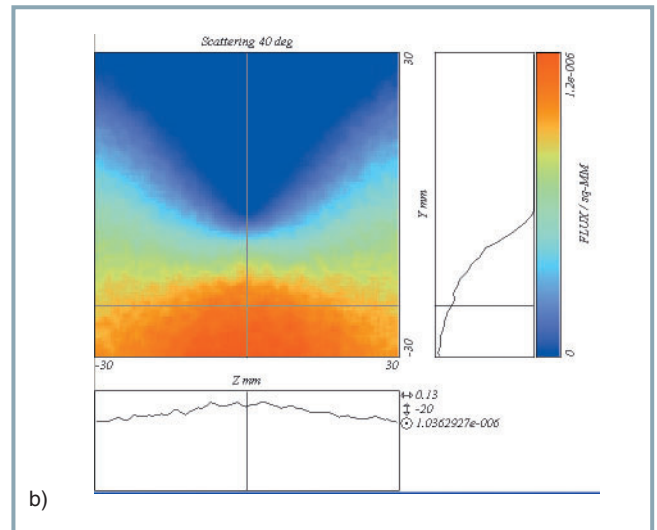 Scattering 40 deg
30
Y mm
-30
1.2e-006
FLUX / sq-MM
0
-30
30
Z mm
0.13
-20
1.0362927e-006
b)